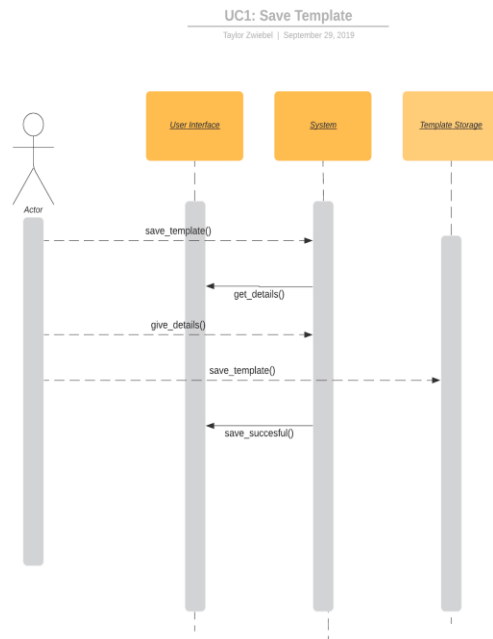 UC1: Save Template
Taylor Zwiebel | September 29, 2019
User Interface
System
Template Storage
Actor
save_template()
get_details()
give_details()
save_template()
save_succesful()